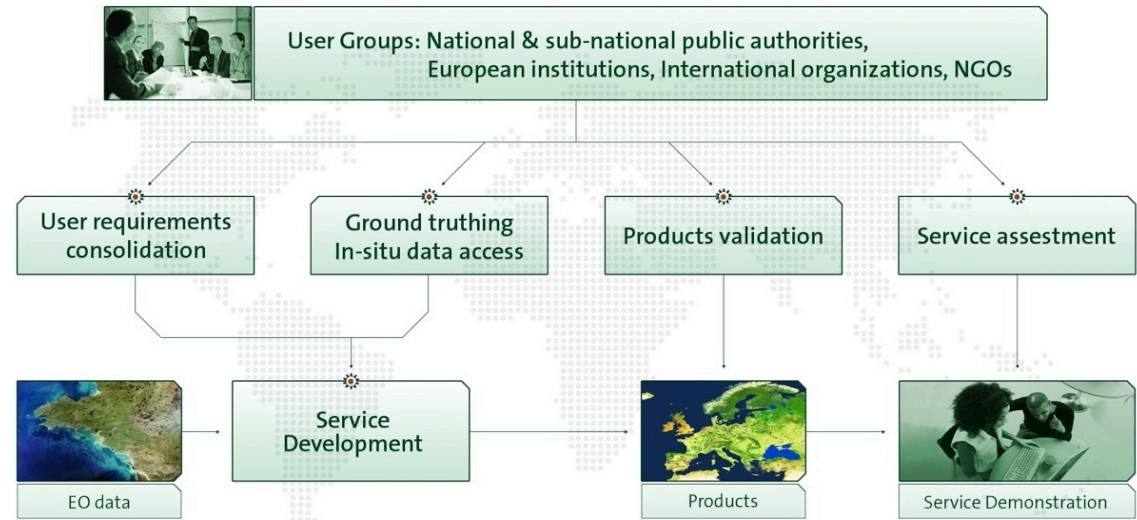 User Groups: National & sub-national public authorities,
European institutions, International organizations, NGOs
User requirements
consolidation
Ground truthing
In-situ data access
Products validation
Service assestment
Service
Development
EO data
Products
Service Demonstration